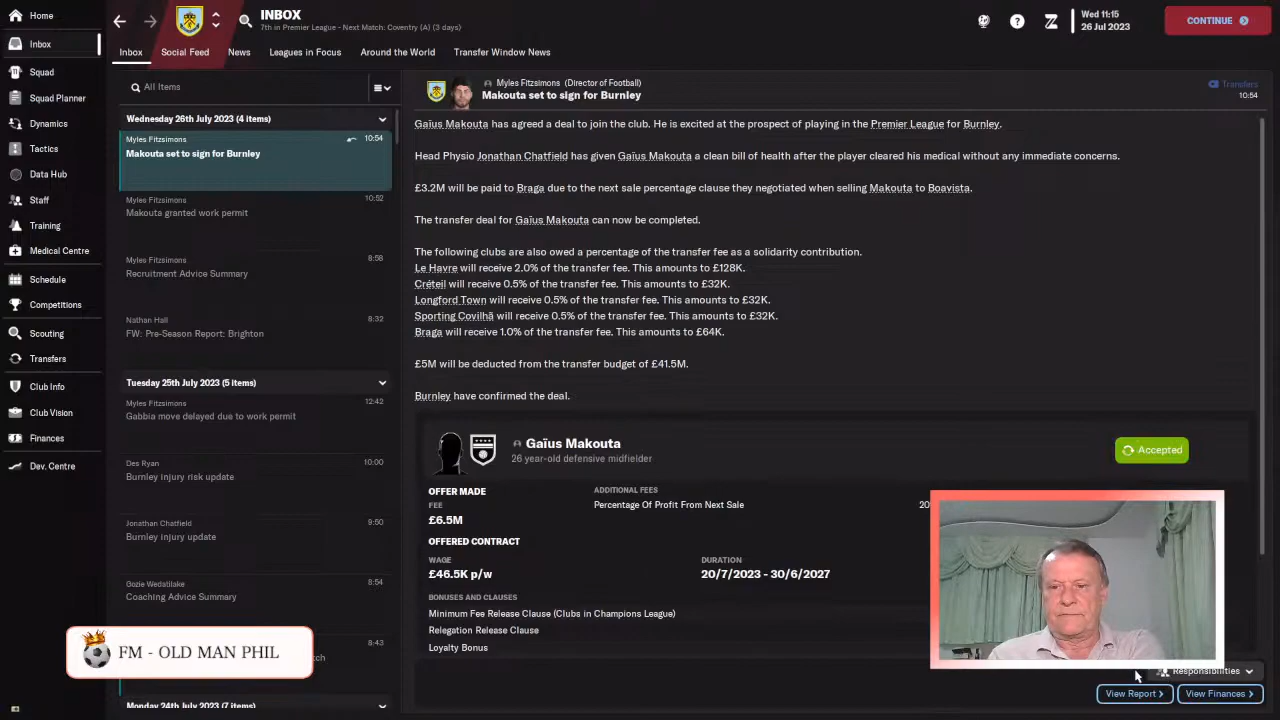 Home
INBOX
7th in Premier League - Next Match: Coventry (A) (3 days)
Wed 11:15
26 Jul 2023
CONTINUE
Inbox
Squad
Squad Planner
Dynamics
Tactics
Data Hub
Staff
Training
Medical Centre
Schedule
Competitions
Scouting
Transfers
Club Info
Club Vision
Finances
Dev. Centre
Inbox
Social Feed
News
Leagues in Focus
Around the World
Transfer Window News
All Items
Wednesday 26th July 2023 (4 items)
Myles Fitzsimons
10:54
Makouta set to sign for Burnley
Myles Fitzsimons
10:52
Makouta granted work permit
Myles Fitzsimons
8:58
Recruitment Advice Summary
Nathan Hall
8:32
FW: Pre-Season Report: Brighton
Tuesday 25th July 2023 (5 items)
Myles Fitzsimons
12:42
Gabbia move delayed due to work permit
Des Ryan
10:00
Burnley injury risk update
Jonathan Chatfield
9:50
Burnley injury update
Gozie Wedatilake
8:54
Coaching Advice Summary
8:43
Monday 24th July 2023 (7 items)
FM - OLD MAN PHIL
Myles Fitzsimons (Director of Football)
Makouta set to sign for Burnley
Transfers
10:54
Gaïus Makouta has agreed a deal to join the club. He is excited at the prospect of playing in the Premier League for Burnley.
Head Physio Jonathan Chatfield has given Gaïus Makouta a clean bill of health after the player cleared his medical without any immediate concerns.
£3.2M will be paid to Braga due to the next sale percentage clause they negotiated when selling Makouta to Boavista.
The transfer deal for Gaïus Makouta can now be completed.
The following clubs are also owed a percentage of the transfer fee as a solidarity contribution.
Le Havre will receive 2.0% of the transfer fee. This amounts to £128K.
Créteil will receive 0.5% of the transfer fee. This amounts to £32K.
Longford Town will receive 0.5% of the transfer fee. This amounts to £32K.
Sporting Covilhã will receive 0.5% of the transfer fee. This amounts to £32K.
Braga will receive 1.0% of the transfer fee. This amounts to £64K.
£5M will be deducted from the transfer budget of £41.5M.
Burnley have confirmed the deal.
Gaïus Makouta
26 year-old defensive midfielder
Accepted
OFFER MADE
FEE
£6.5M
ADDITIONAL FEES
Percentage Of Profit From Next Sale
20
OFFERED CONTRACT
WAGE
£46.5K p/w
DURATION
20/7/2023 - 30/6/2027
BONUSES AND CLAUSES
Minimum Fee Release Clause (Clubs in Champions League)
Relegation Release Clause
Loyalty Bonus
Responsibilities
View Report
View Finances